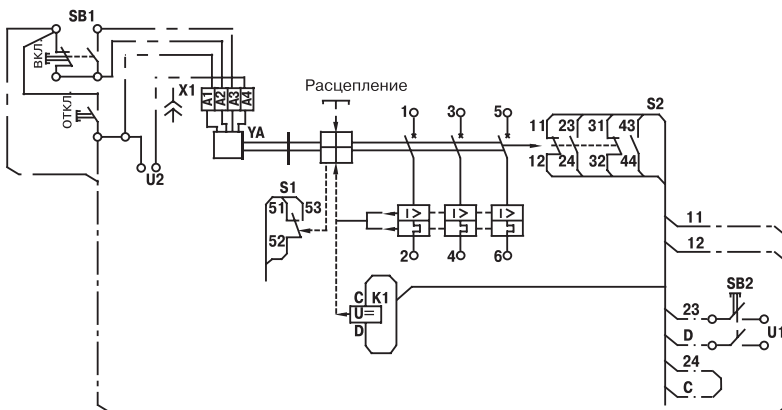 SB1
ВКЛ.
ОТКЛ.
X1
A1 A2 A3 A4
YA
U2
Расцепление
1 3 5
S2
11 23 31 43
12 24 32 44
S1
51 53
52
I> I> I>
2 4 6
C K1
U=
D
11
12
SB2
23
D
U1
24
C